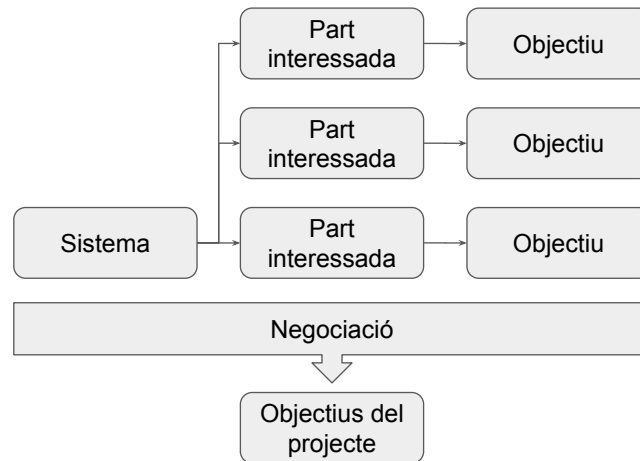 Part
interessada
Objectiu
Part
interessada
Objectiu
Sistema
Part
interessada
Objectiu
Negociació
Objectius del
projecte